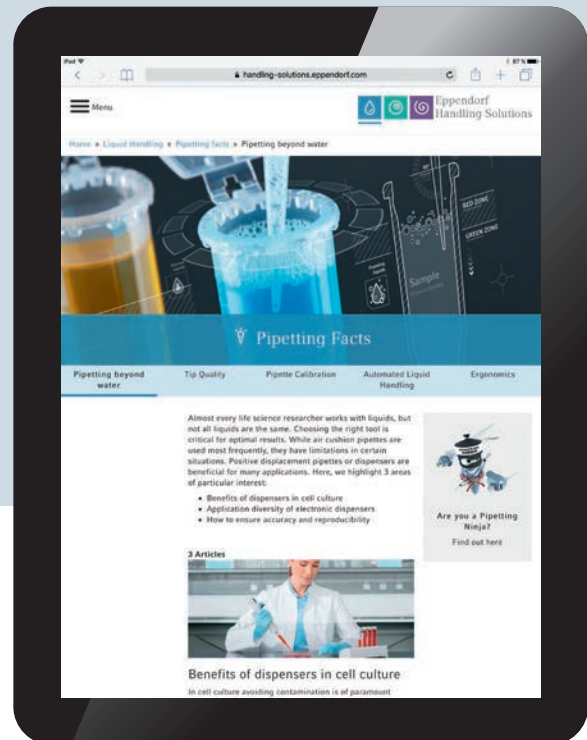 iPad
87 %
handling-solutions.eppendorf.com
Menu
Eppendorf
Handling Solutions
Home » Liquid Handling » Pipetting facts » Pipetting beyond water
RED ZONE
GREEN ZONE
Sample
Pipetting Facts
Pipetting beyond
water
Tip Quality
Pipette Calibration
Automated Liquid
Handling
Ergonomics
Almost every life science researcher works with liquids, but
not all liquids are the same. Choosing the right tool is
critical for optimal results. While air cushion pipettes are
used most frequently, they have limitations in certain
situations. Positive displacement pipettes or dispensers are
beneficial for many applications. Here, we highlight 3 areas
of particular interest:
• Benefits of dispensers in cell culture
• Application diversity of electronic dispensers
• How to ensure accuracy and reproducibility
Are you a Pipetting
Ninja?
Find out here
3 Articles
Benefits of dispensers in cell culture
In cell culture avoiding contamination is of paramount